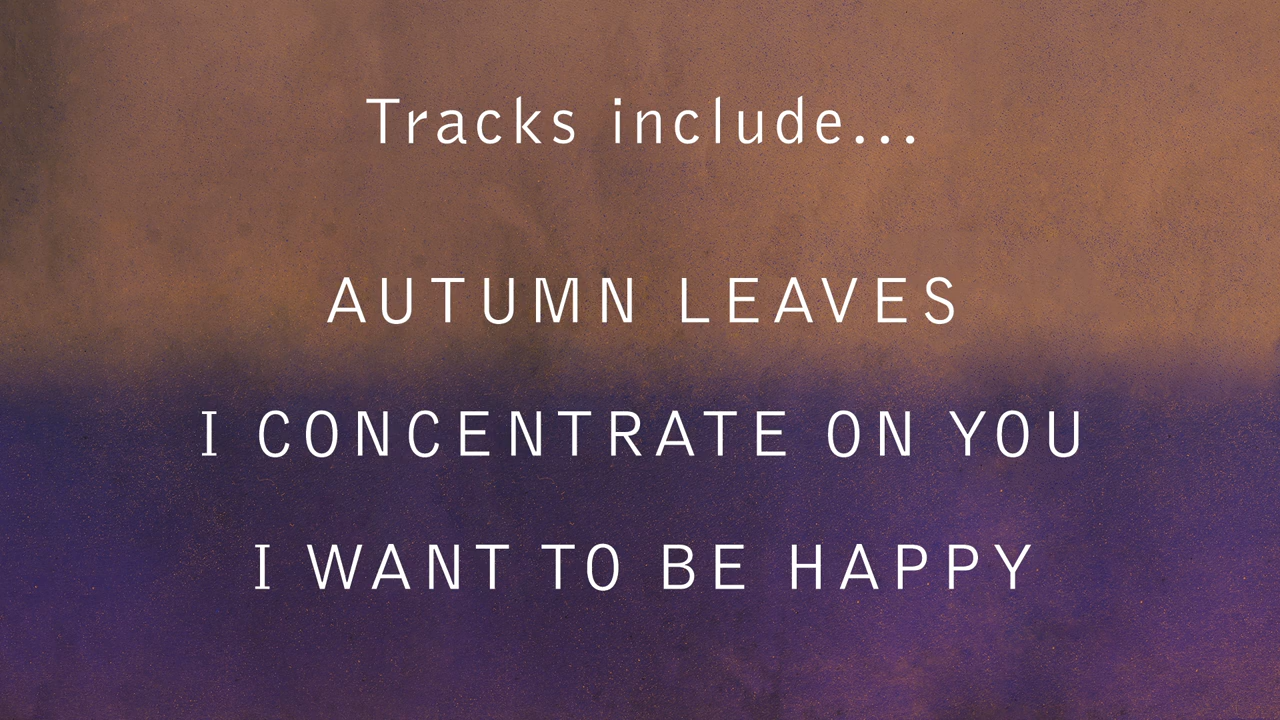 Tracks include...
AUTUMN LEAVES
I CONCENTRATE ON YOU
I WANT TO BE HAPPY